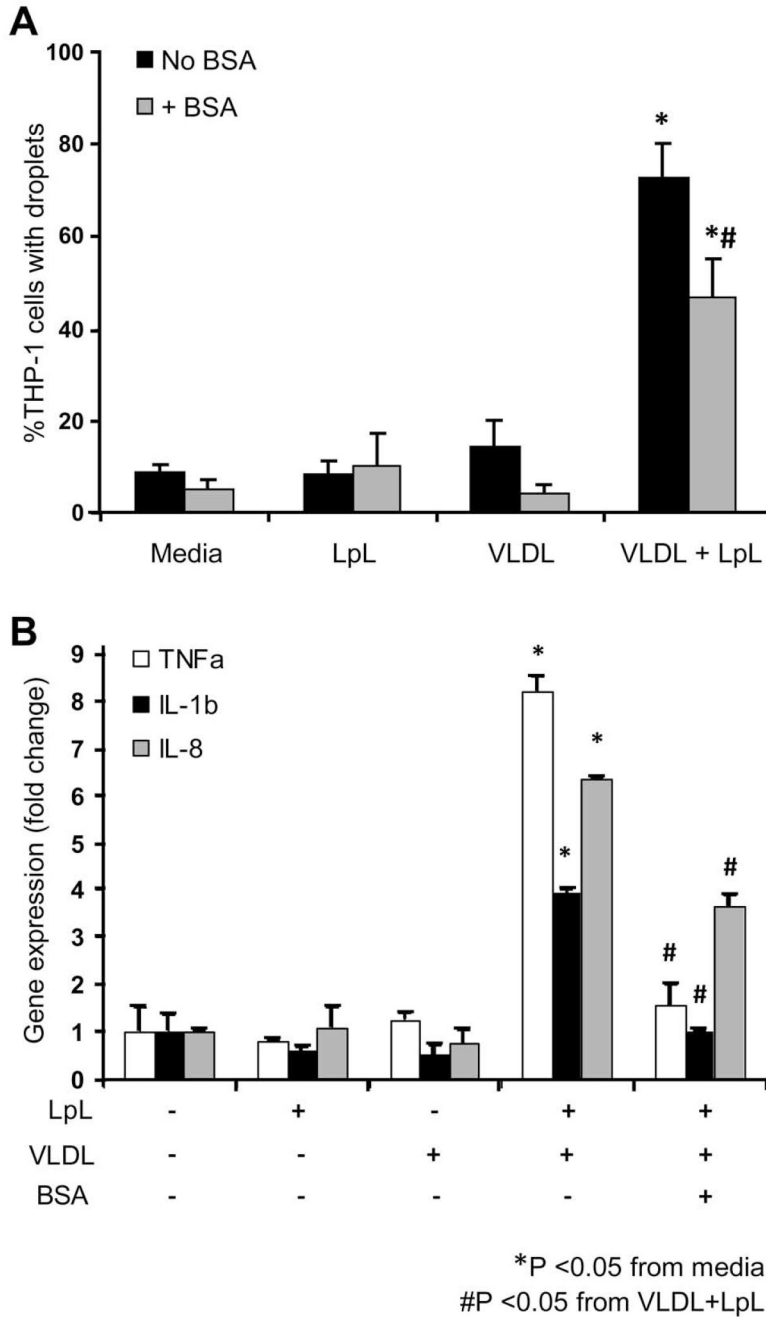 A
%THP-1 cells with droplets
100
80
60
40
20
0
No BSA
+ BSA
*
*#
Media LpL VLDL VLDL + LpL
B
Gene expression (fold change)
9
8
7
6
5
4
3
2
1
0
TNFa
IL-1b
IL-8
*
*
*
#
#
#
LpL - + - + +
VLDL - - + + +
BSA - - - - +
*P <0.05 from media
#P <0.05 from VLDL+LpL